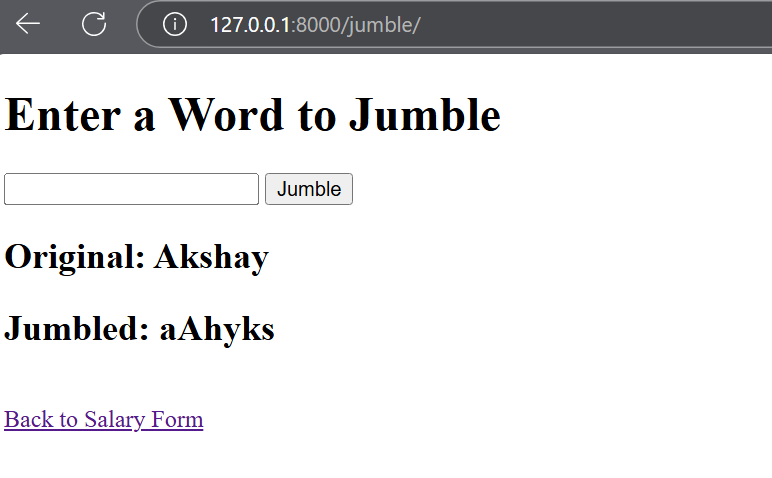 127.0.0.1:8000/jumble/
Enter a Word to Jumble
Jumble
Original: Akshay
Jumbled: aAhyks
Back to Salary Form